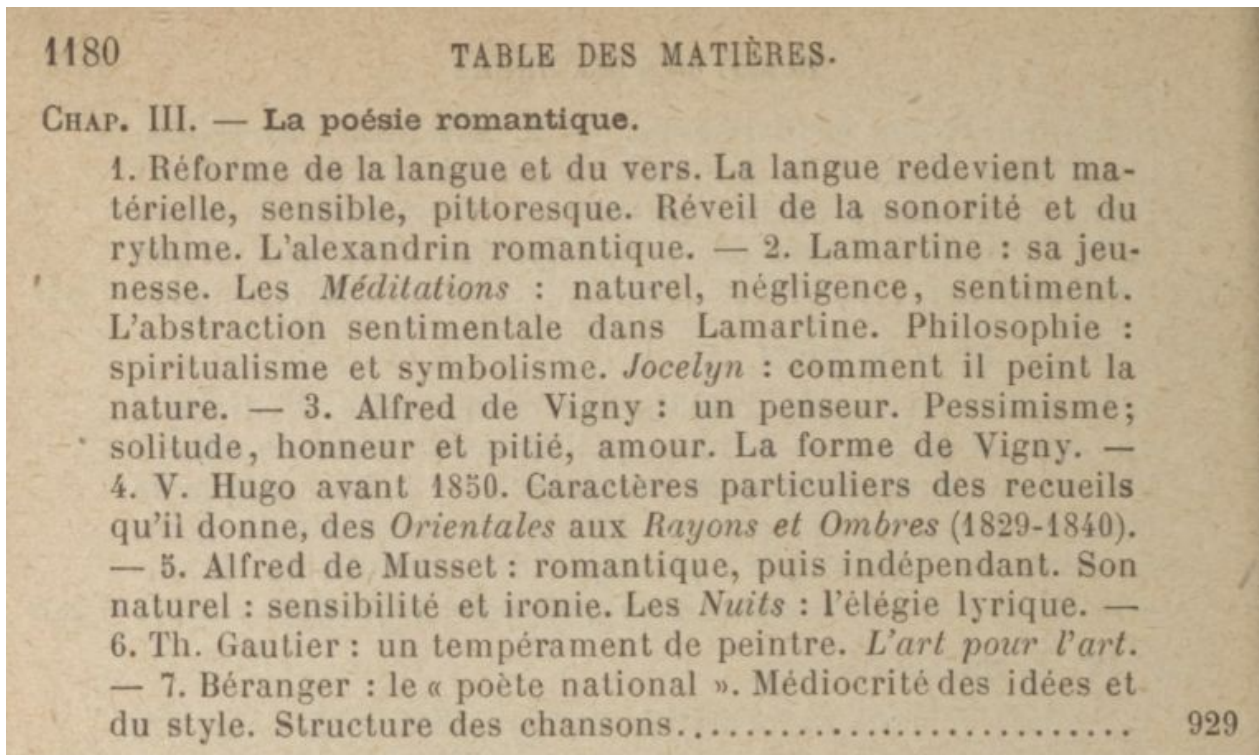 1180 TABLE DES MATIÈRES.
CHAP. III. — La poésie romantique.
1. Réforme de la langue et du vers. La langue redevient ma-
térielle, sensible, pittoresque. Réveil de la sonorité et du
rythme. L'alexandrin romantique. — 2. Lamartine : sa jeu-
nesse. Les Méditations : naturel, négligence, sentiment.
L'abstraction sentimentale dans Lamartine. Philosophie :
spiritualisme et symbolisme. Jocelyn : comment il peint la
nature. — 3. Alfred de Vigny : un penseur. Pessimisme;
solitude, honneur et pitié, amour. La forme de Vigny. —
4. V. Hugo avant 1850. Caractères particuliers des recueils
qu'il donne, des Orientales aux Rayons et Ombres (1829-1840).
— 5. Alfred de Musset : romantique, puis indépendant. Son
naturel : sensibilité et ironie. Les Nuits : l'élégie lyrique. —
6. Th. Gautier : un tempérament de peintre. L'art pour l'art.
— 7. Béranger : le « poète national ». Médiocrité des idées et
du style. Structure des chansons............................ 929